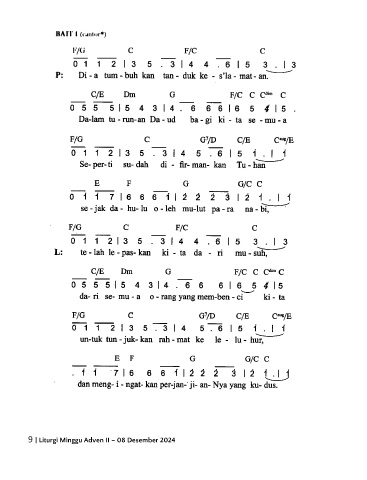 BAIT I (cantor*)
F/G C F/C C
0 1 1 2 | 3 5 . 3 | 4 4 . 6 | 5 3 . | 3
P: Di - a tum - buh kan tan - duk ke - s'la - mat - an.
C/E Dm G F/C C Cdim C
0 5 5 5 | 5 4 3 | 4 . 6 6 6 | 6 5 4 | 5 .
Da-lam tu - run-an Da - ud ba - gi ki - ta se - mu - a
F/G C G7/D C/E Caug/E
0 1 1 2 | 3 5 . 3 | 4 5 . 6 | 5 1 . | 1
Se- per-ti su- dah di - fir- man- kan Tu - han
E F G G/C C
0 1 1 7 | 6 6 6 1 | 2 2 2 3 | 1 2 1 . | 1
se - jak da - hu- lu o - leh mu-lut pa - ra na - bi,
F/G C F/C C
0 1 1 2 | 3 5 . 3 | 4 4 . 6 | 5 3 . | 3
L: te - lah le - pas- kan ki - ta da - ri mu - suh,
C/E Dm G F/C C Cdim C
0 5 5 5 | 5 4 3 | 4 . 6 6 6 | 6 5 4 | 5
da- ri se- mu- a o - rang yang mem-ben - ci ki - ta
F/G C G7/D C/E Caug/E
0 1 1 2 | 3 5 . 3 | 4 5 . 6 | 5 1 . | 1
un-tuk tun - juk- kan rah - mat ke le - lu - hur,
E F G G/C C
. 1 1 7 | 6 6 6 1 | 2 2 2 3 | 1 2 1 . | 1
dan meng- i - ngat- kan per-jan- ji- an- Nya yang ku- dus.
9 | Liturgi Minggu Adven II – 08 Desember 2024